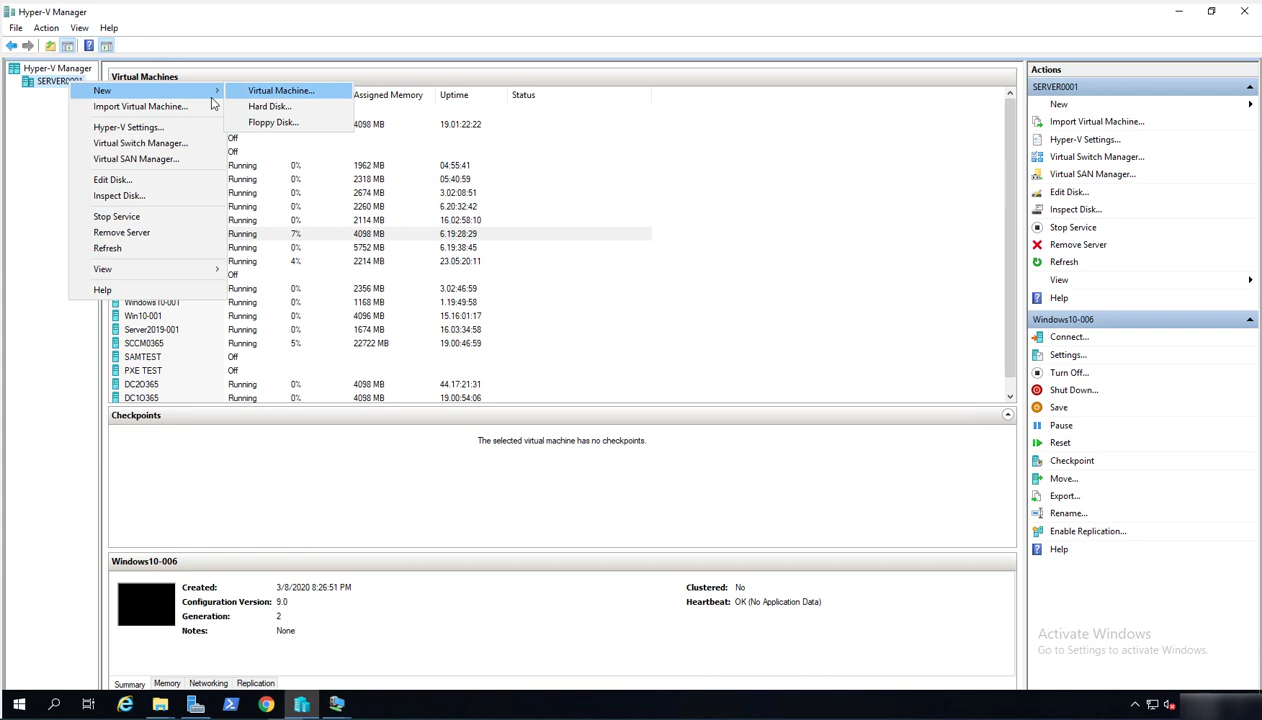 Hyper-V Manager
File Action View Help
Hyper-V Manager
SERVER0001
Virtual Machines
Assigned Memory Uptime Status
New
Import Virtual Machine...
Hyper-V Settings...
Virtual Switch Manager...
Virtual SAN Manager...
Edit Disk...
Inspect Disk...
Stop Service
Remove Server
Refresh
View
Help
Virtual Machine...
Hard Disk...
Floppy Disk...
4098 MB 19.01:22:22
Off
Off
Running 0% 1962 MB 04:55:41
Running 0% 2318 MB 05:40:59
Running 0% 2674 MB 3.02:08:51
Running 0% 2260 MB 6.20:32:42
Running 0% 2114 MB 16.02:58:10
Running 7% 4098 MB 6.19:28:29
Running 0% 5752 MB 6.19:38:45
Running 4% 2214 MB 23.05:20:11
Off
Running 0% 2356 MB 3.02:46:59
Windows10-001 Running 0% 1168 MB 1.19:49:58
Win10-001 Running 0% 4096 MB 15.16:01:17
Server2019-001 Running 0% 1674 MB 16.03:34:58
SCCM0365 Running 5% 22722 MB 19.00:46:59
SAMTEST Off
PXE TEST Off
DC2O365 Running 0% 4098 MB 44.17:21:31
DC1O365 Running 0% 4098 MB 19.00:54:06
Checkpoints
The selected virtual machine has no checkpoints.
Windows10-006
Created: 3/8/2020 8:26:51 PM
Configuration Version: 9.0
Generation: 2
Notes: None
Clustered: No
Heartbeat: OK (No Application Data)
Summary Memory Networking Replication
Actions
SERVER0001
New
Import Virtual Machine...
Hyper-V Settings...
Virtual Switch Manager...
Virtual SAN Manager...
Edit Disk...
Inspect Disk...
Stop Service
Remove Server
Refresh
View
Help
Windows10-006
Connect...
Settings...
Turn Off...
Shut Down...
Save
Pause
Reset
Checkpoint
Move...
Export...
Rename...
Enable Replication...
Help
Activate Windows
Go to Settings to activate Windows.